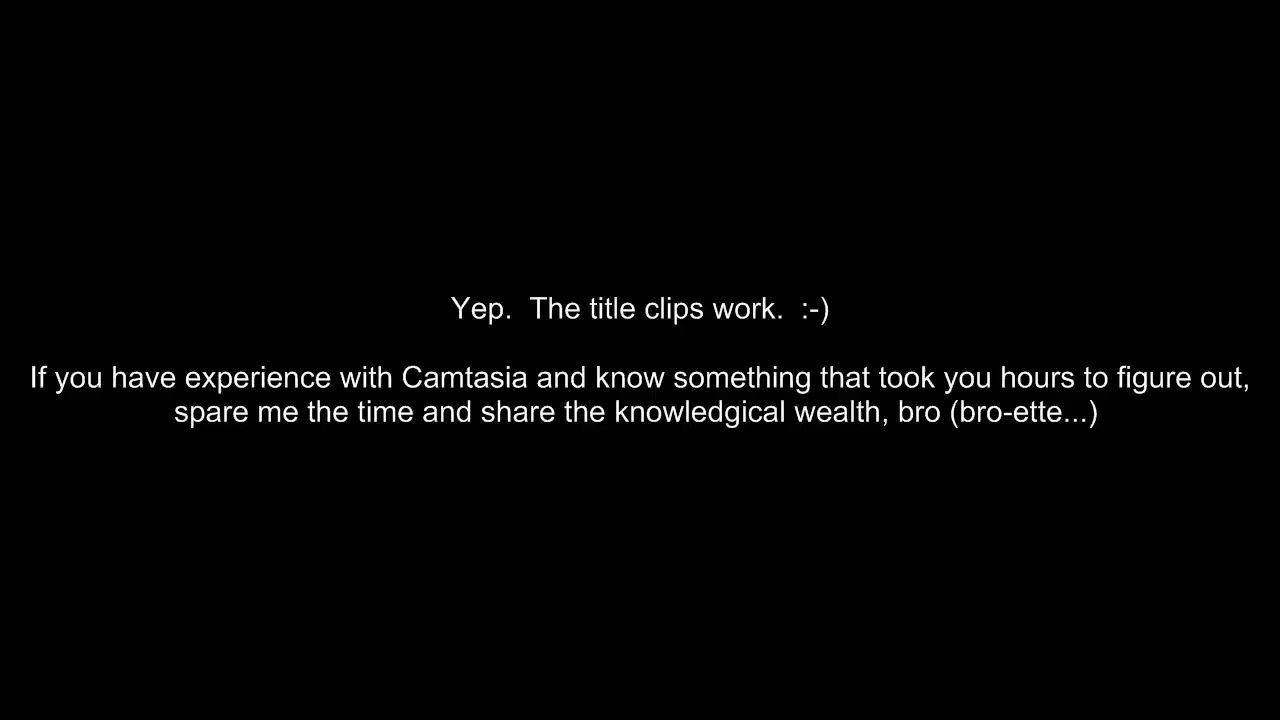 Yep.  The title clips work.  :-)
If you have experience with Camtasia and know something that took you hours to figure out,
spare me the time and share the knowledgical wealth, bro (bro-ette...)